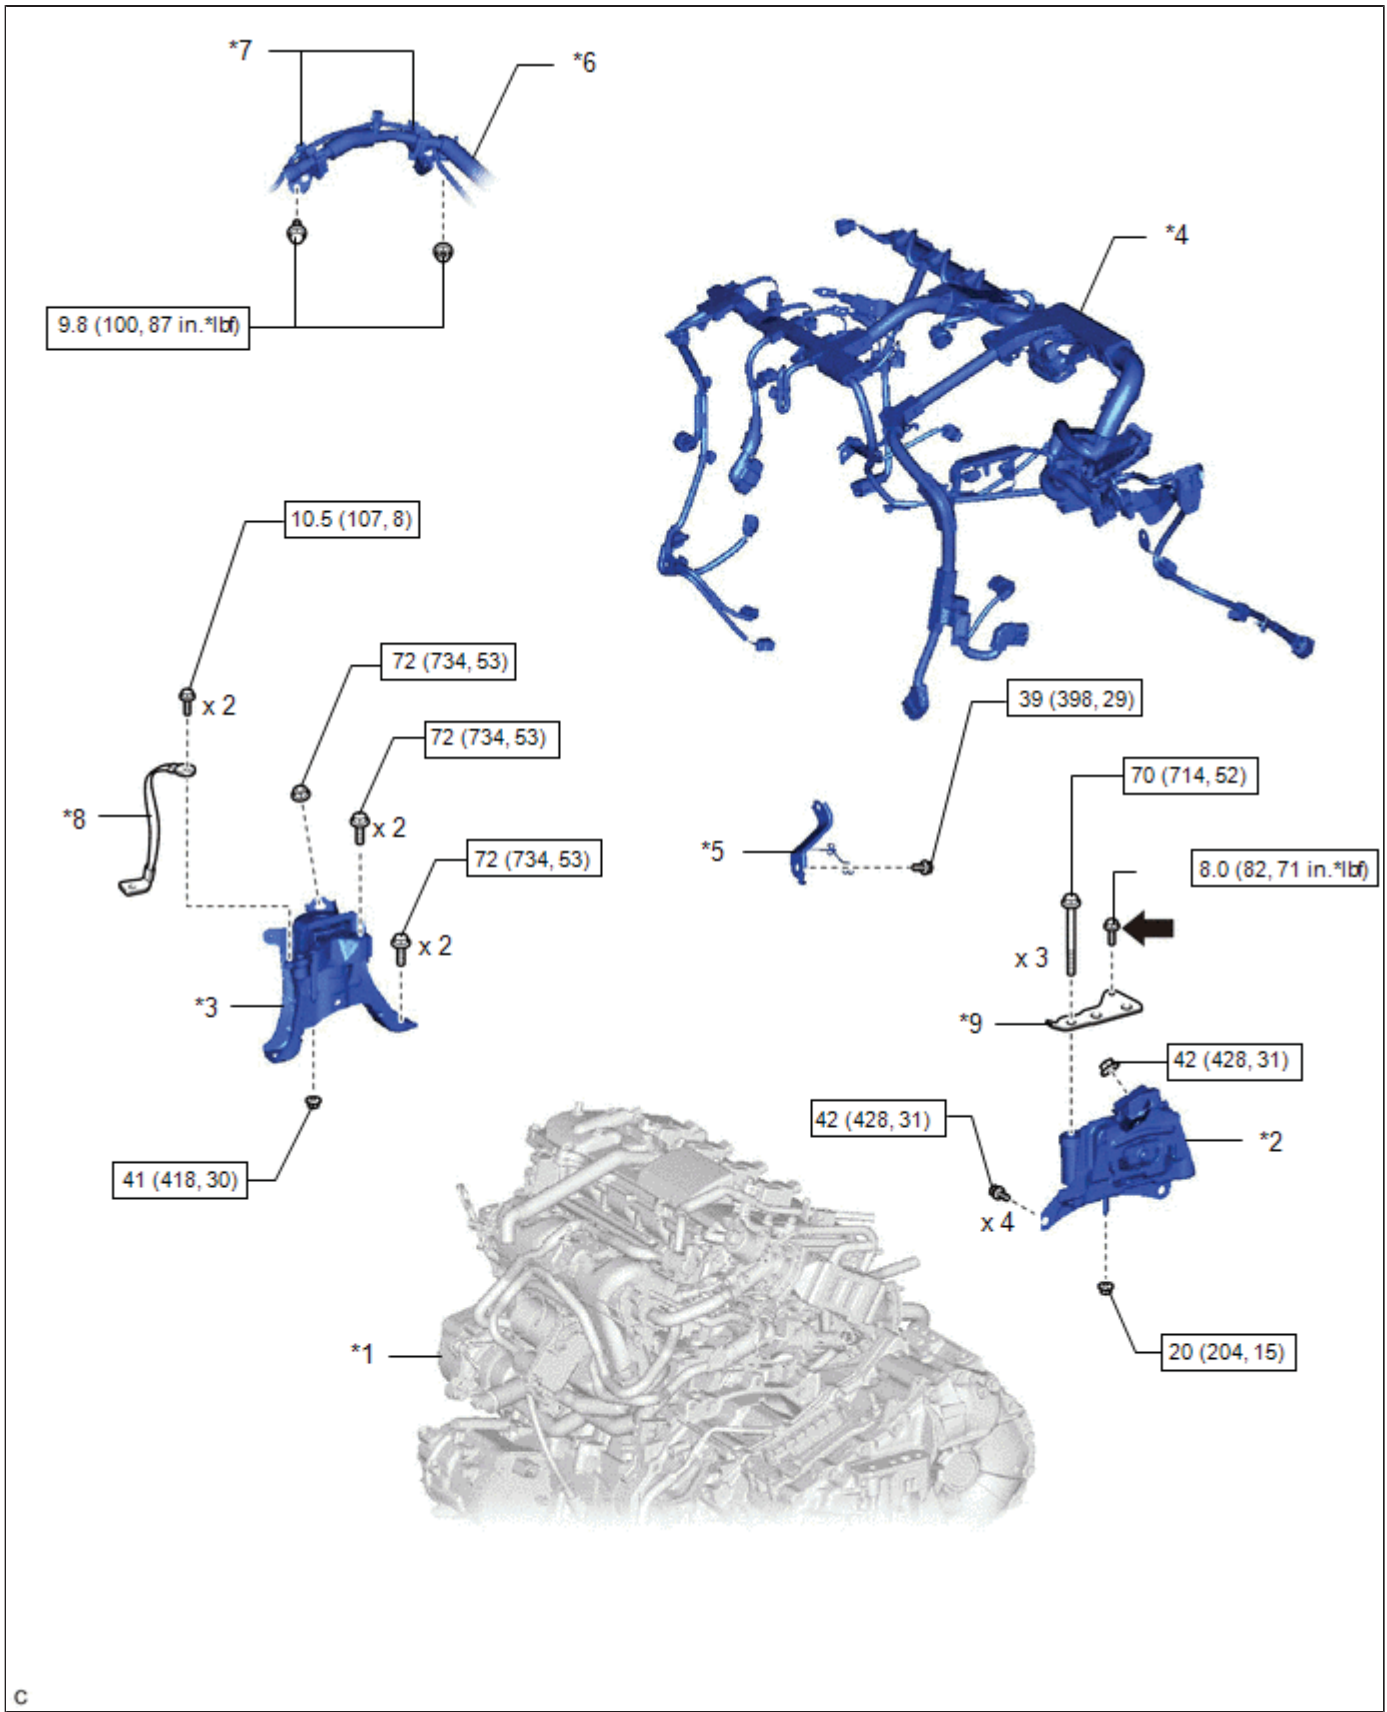 *7
*6
*4
9.8 (100, 87 in.*lbf)
10.5 (107, 8)
72 (734, 53)
39 (398, 29)
x 2
72 (734, 53)
70 (714, 52)
*8
x 2
*5
72 (734, 53)
8.0 (82, 71 in.*lbf)
x 2
x 3
*3
*9
42 (428, 31)
42 (428, 31)
*2
41 (418, 30)
x 4
*1
20 (204, 15)
C